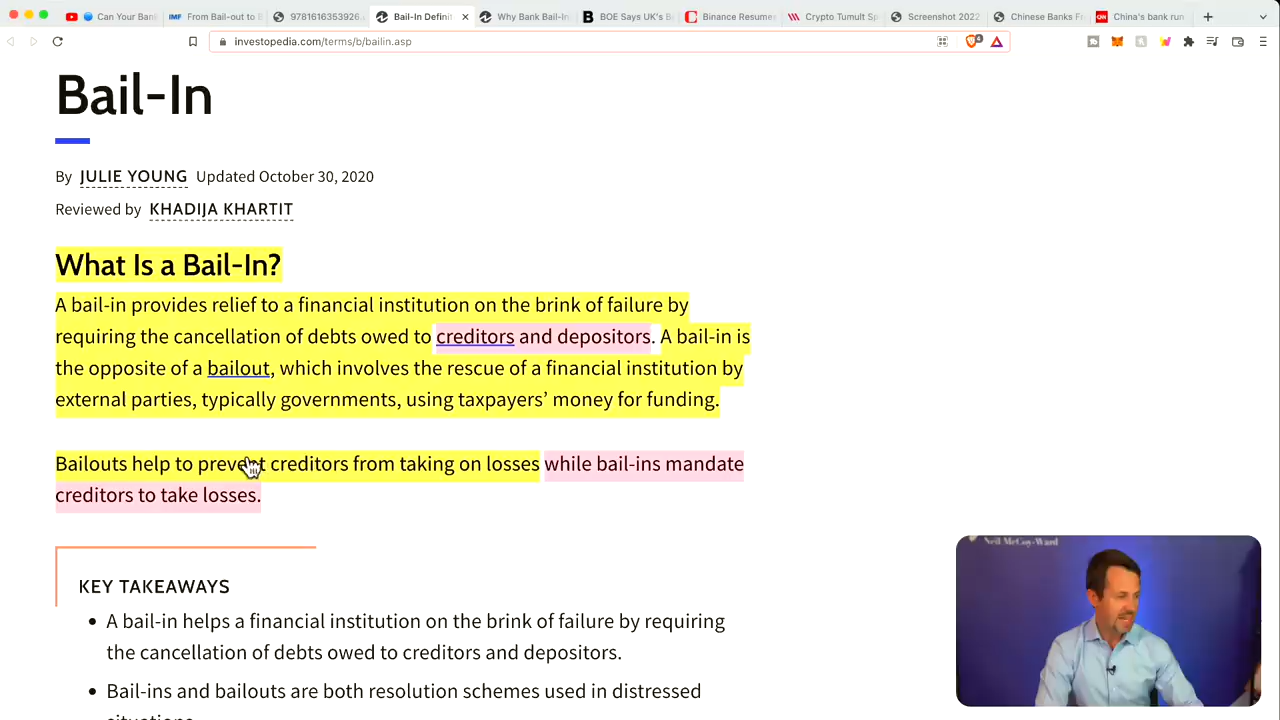 Can Your Bank
IMF From Bail-out to B
9781616353926.
Bail-In Definit
Why Bank Bail-In
BOE Says UK's B
Binance Resumes
Crypto Tumult Sp
Screenshot 2022
Chinese Banks Fr
China's bank run
investopedia.com/terms/b/bailin.asp
Bail-In
By JULIE YOUNG Updated October 30, 2020
Reviewed by KHADIJA KHARTIT
What Is a Bail-In?
A bail-in provides relief to a financial institution on the brink of failure by
requiring the cancellation of debts owed to creditors and depositors. A bail-in is
the opposite of a bailout, which involves the rescue of a financial institution by
external parties, typically governments, using taxpayers’ money for funding.
Bailouts help to prevent creditors from taking on losses while bail-ins mandate
creditors to take losses.
Neil McCoy-Ward
KEY TAKEAWAYS
A bail-in helps a financial institution on the brink of failure by requiring
the cancellation of debts owed to creditors and depositors.
Bail-ins and bailouts are both resolution schemes used in distressed
situations.